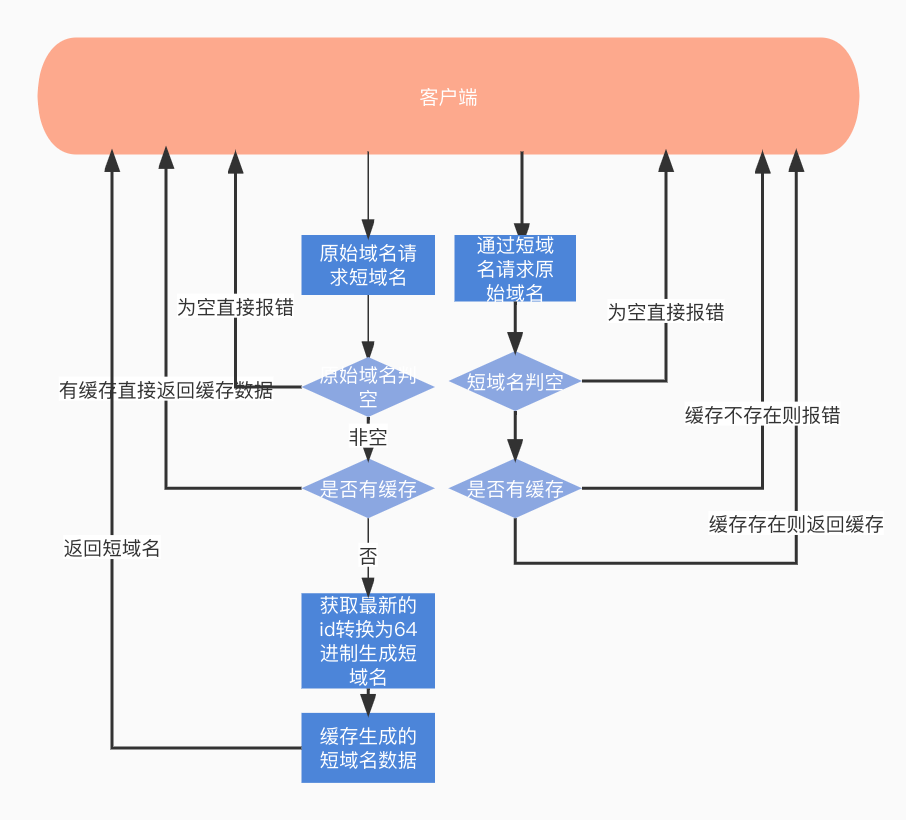 客户端
原始域名请
求短域名
通过短域
名请求原
始域名
为空直接报错
为空直接报错
原始域名判
空
短域名判空
有缓存直接返回缓存数据
缓存不存在则报错
非空
是否有缓存
是否有缓存
缓存存在则返回缓存
返回短域名
否
获取最新的
id转换为64
进制生成短
域名
缓存生成的
短域名数据